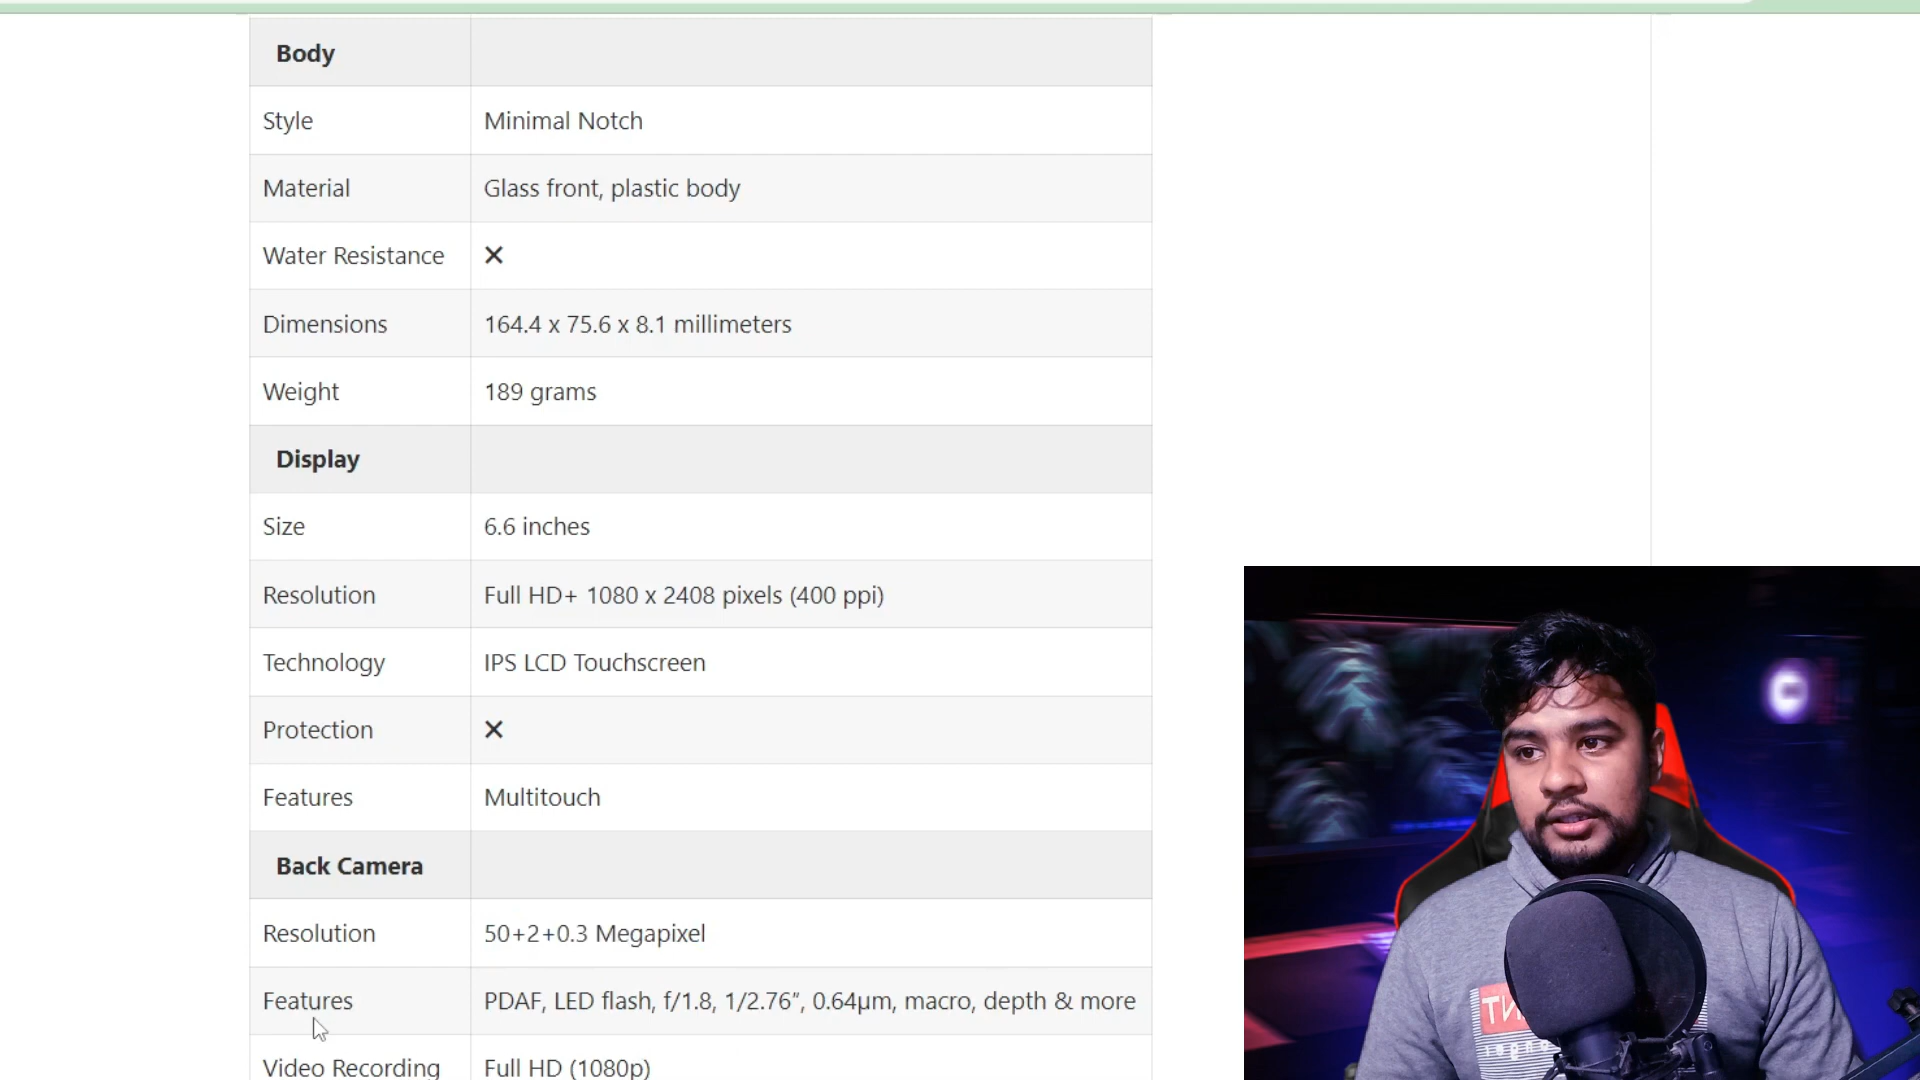 Body
Style Minimal Notch
Material Glass front, plastic body
Water Resistance ✕
Dimensions 164.4 x 75.6 x 8.1 millimeters
Weight 189 grams
Display
Size 6.6 inches
Resolution Full HD+ 1080 x 2408 pixels (400 ppi)
Technology IPS LCD Touchscreen
Protection ✕
Features Multitouch
Back Camera
Resolution 50+2+0.3 Megapixel
Features PDAF, LED flash, f/1.8, 1/2.76″, 0.64µm, macro, depth & more
Video Recording Full HD (1080p)